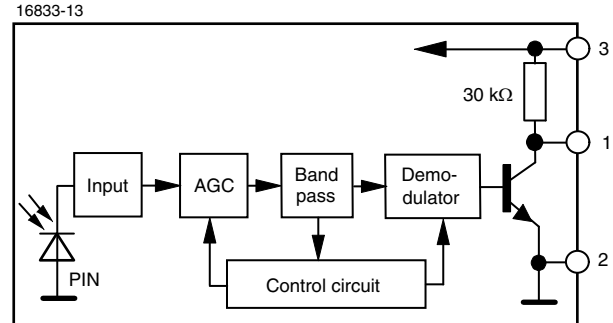 16833-13
3
30 kΩ
1
Input
AGC
Band
pass
Demo-
dulator
PIN
Control circuit
2